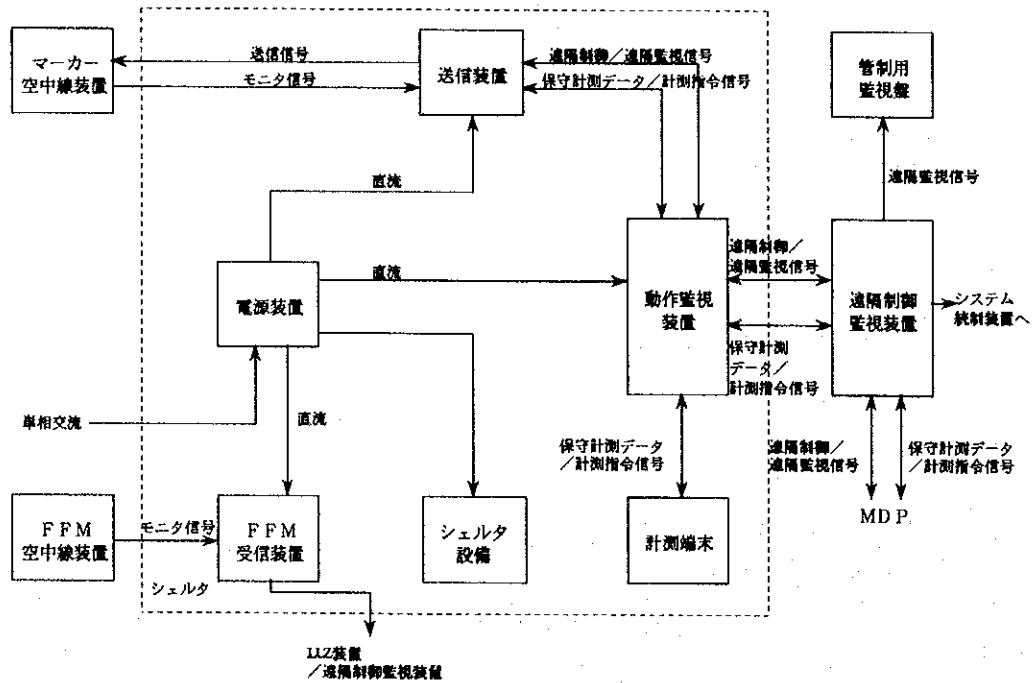 マーカー
空中線装置
送信信号
モニタ信号
送信装置
遠隔制御/遠隔監視信号
保守計測データ/計測指令信号
管制用
監視盤
遠隔監視信号
直流
電源装置
直流
動作監視
装置
遠隔制御/
遠隔監視信号
保守計測
データ/
計測指令信号
遠隔制御
監視装置
システム
統制装置へ
単相交流
直流
保守計測データ
/計測指令信号
遠隔制御/
遠隔監視信号
保守計測データ
/計測指令信号
MDP
FFM
空中線装置
モニタ信号
FFM
受信装置
シェルタ
設備
計測端末
シェルタ
LLZ装置
/遠隔制御監視装置